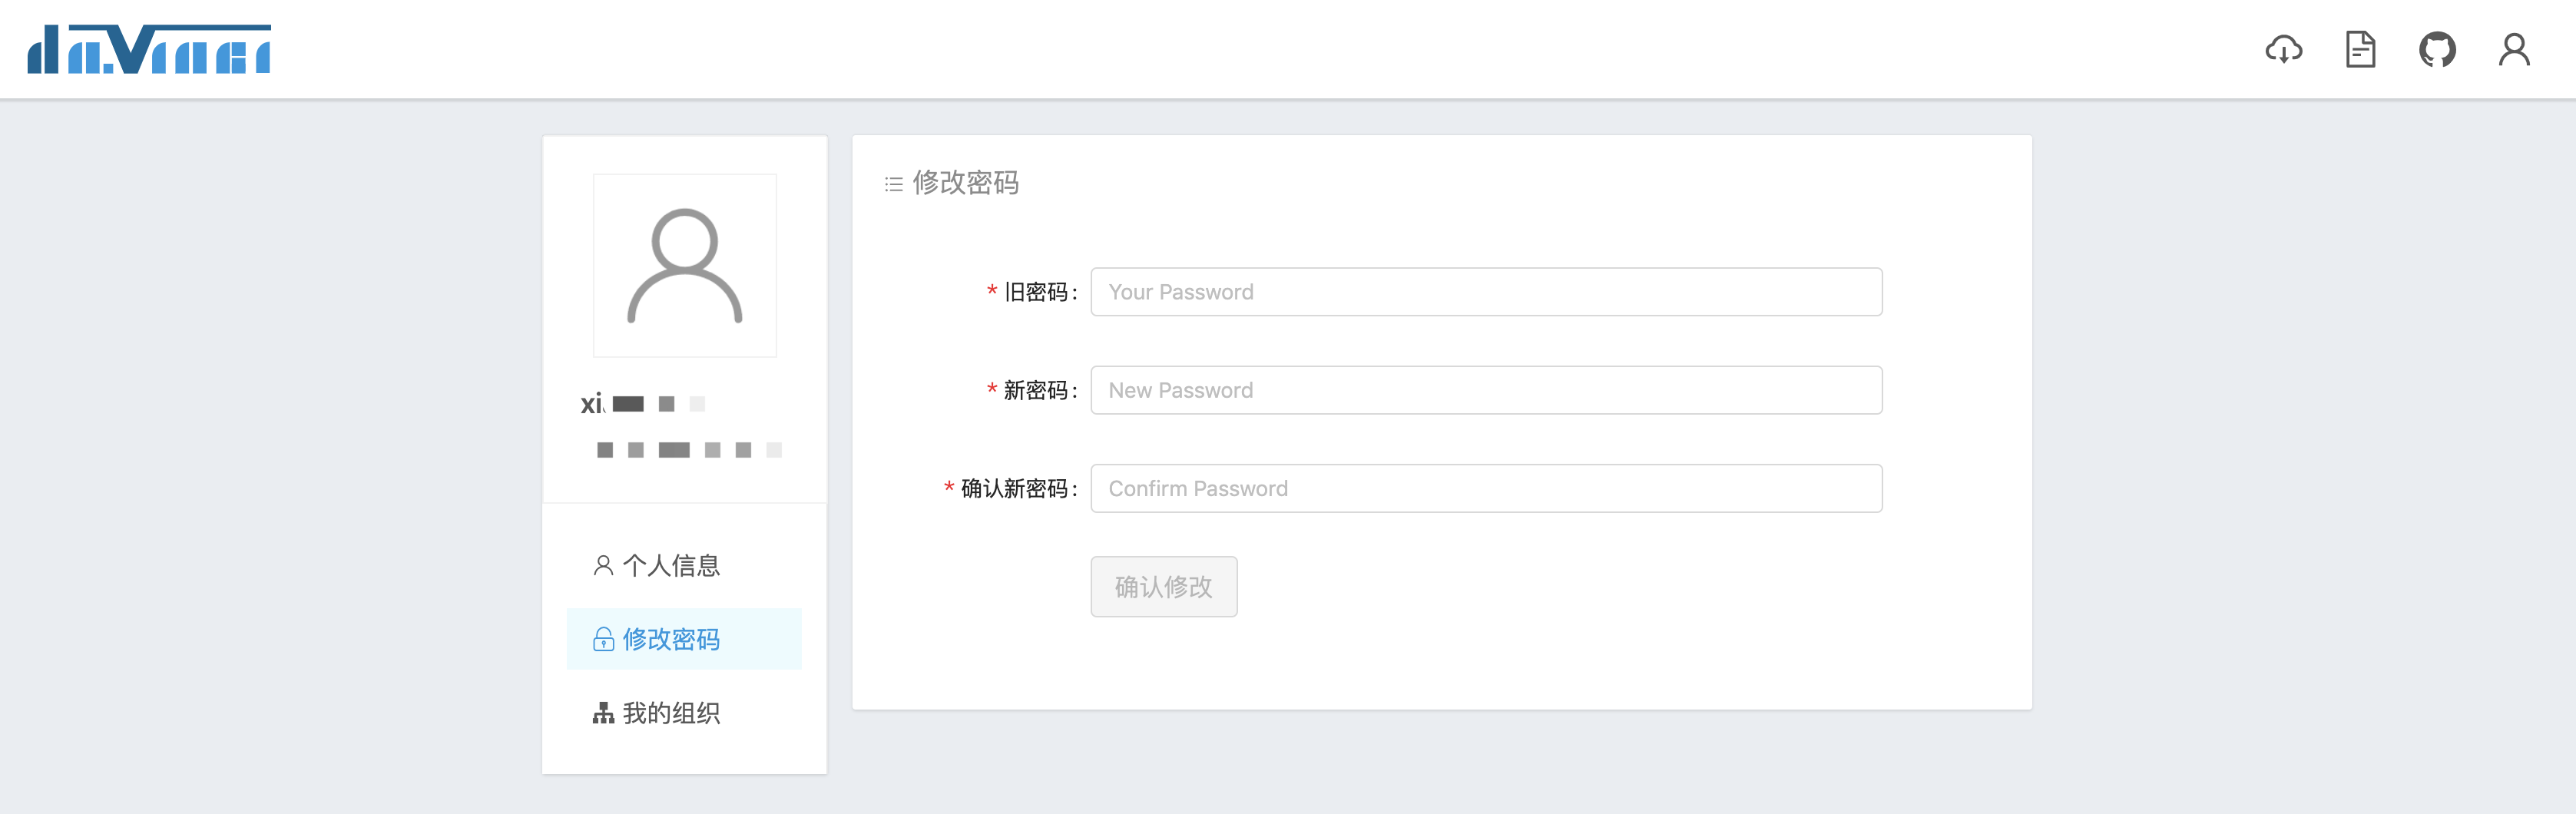 da.Vinci
xi
修改密码
* 旧密码: Your Password
* 新密码: New Password
* 确认新密码: Confirm Password
确认修改
个人信息
修改密码
我的组织